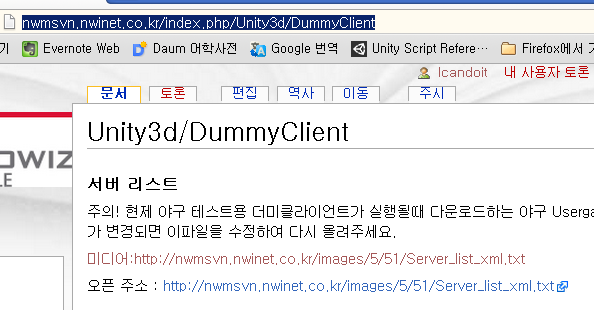 nwmsvn.nwinet.co.kr/index.php/Unity3d/DummyClient
기 Evernote Web Daum 어학사전 Google 번역 Unity Script Refere… Firefox에서 기
Icandoit 내 사용자 토론
문서 토론 편집 역사 이동 주시
OWIZ
LE
Unity3d/DummyClient
서버 리스트
주의! 현재 야구 테스트용 더미클라이언트가 실행될때 다운로드하는 야구 Userga
가 변경되면 이파일을 수정하여 다시 올려주세요.
미디어:http://nwmsvn.nwinet.co.kr/images/5/51/Server_list_xml.txt
오픈 주소 : http://nwmsvn.nwinet.co.kr/images/5/51/Server_list_xml.txt